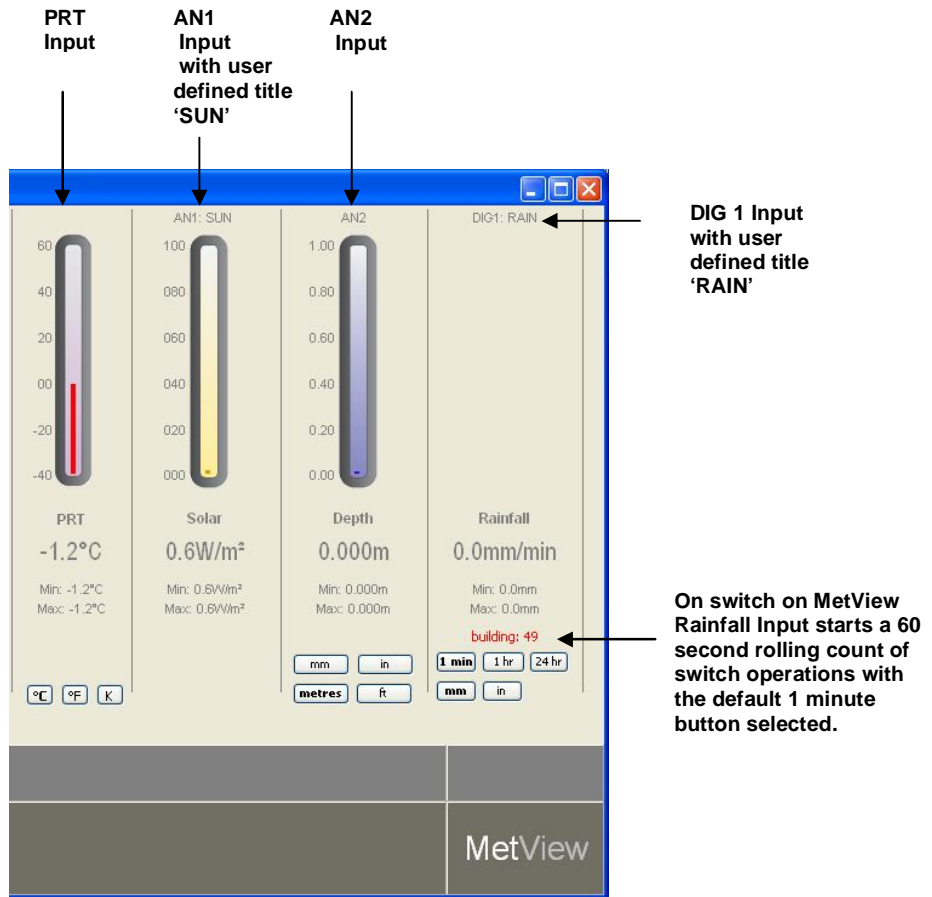 PRT
Input
AN1
Input
with user
defined title
‘SUN’
AN2
Input
AN1: SUN
AN2
DIG1: RAIN
DIG 1 Input
with user
defined title
‘RAIN’
60
40
20
00
-20
-40
100
080
060
040
020
000
1.00
0.80
0.60
0.40
0.20
0.00
PRT
-1.2°C
Min: -1.2°C
Max: -1.2°C
°C °F K
Solar
0.6W/m²
Min: 0.6W/m²
Max: 0.6W/m²
Depth
0.000m
Min: 0.000m
Max: 0.000m
mm in
metres ft
Rainfall
0.0mm/min
Min: 0.0mm
Max: 0.0mm
building: 49
1 min 1 hr 24 hr
mm in
On switch on MetView
Rainfall Input starts a 60
second rolling count of
switch operations with
the default 1 minute
button selected.
MetView